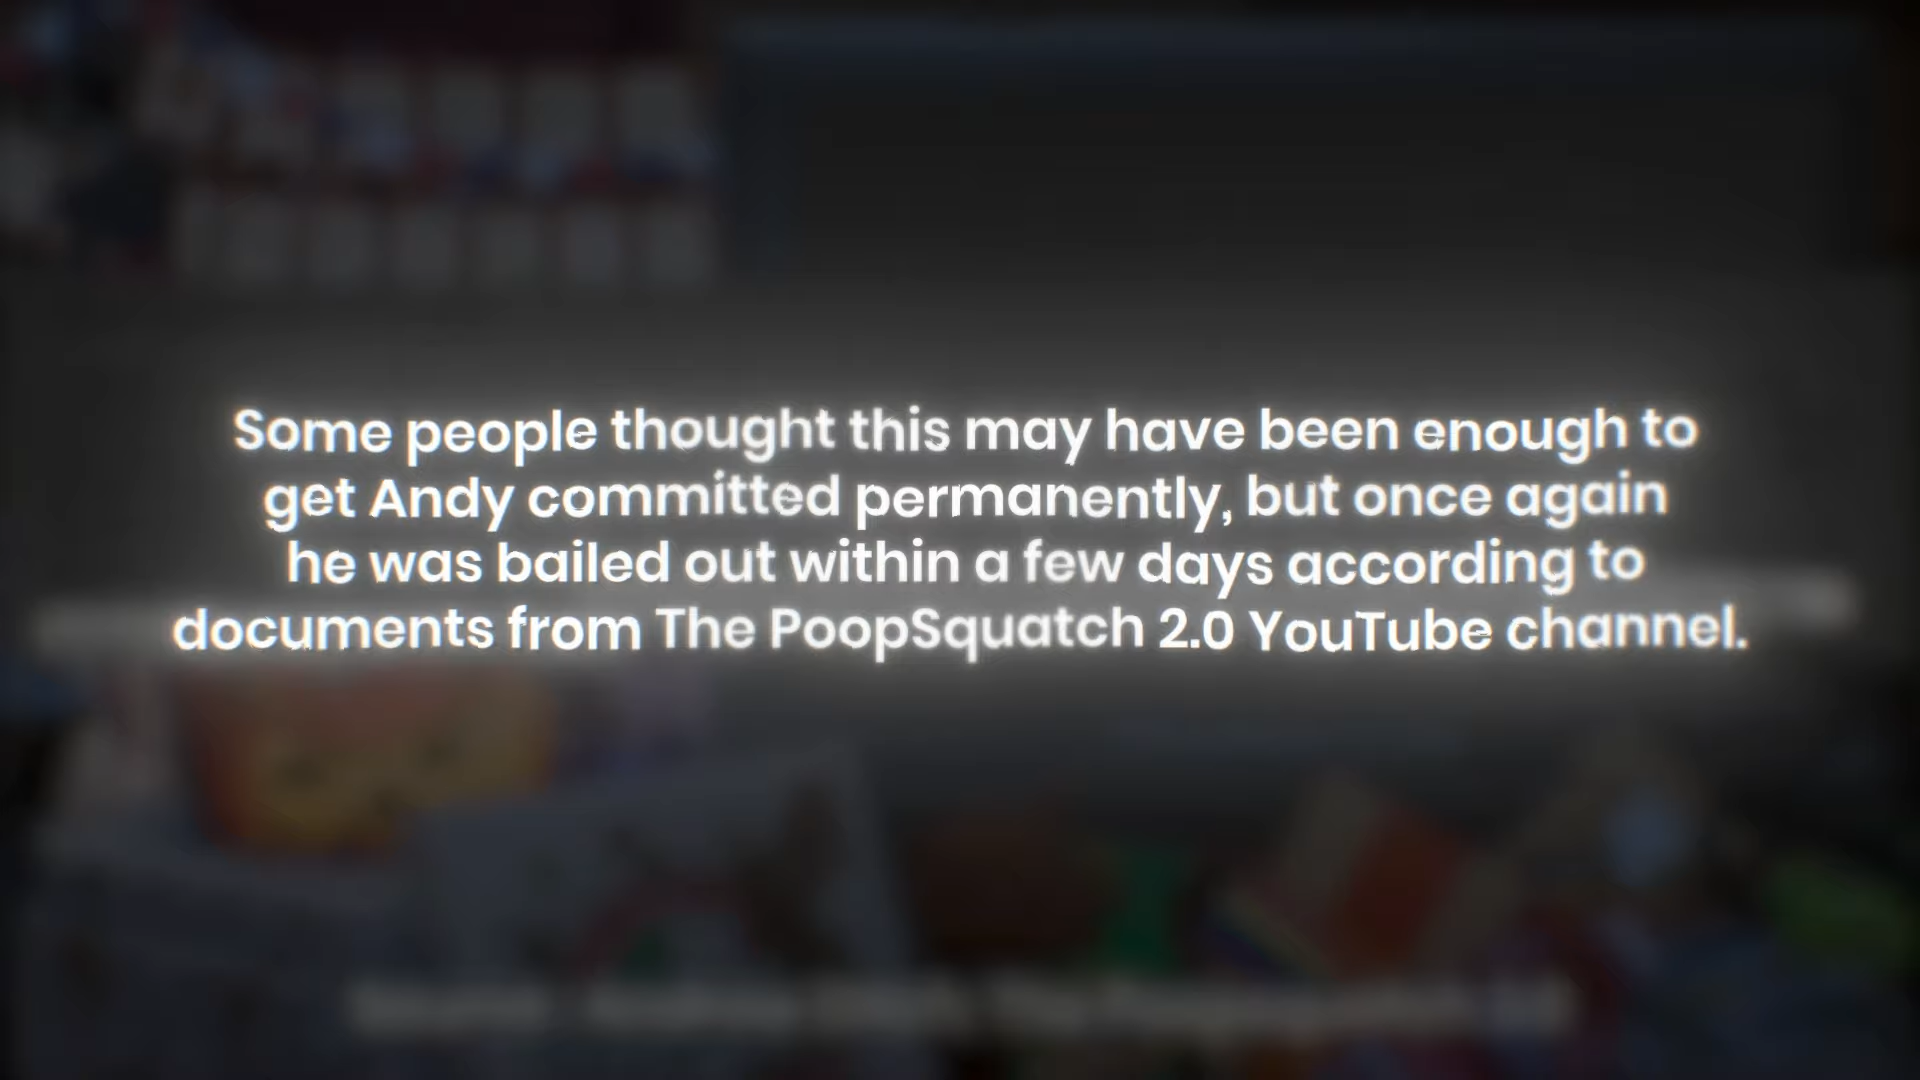 Some people thought this may have been enough to
get Andy committed permanently, but once again
he was bailed out within a few days according to
documents from The PoopSquatch 2.0 YouTube channel.